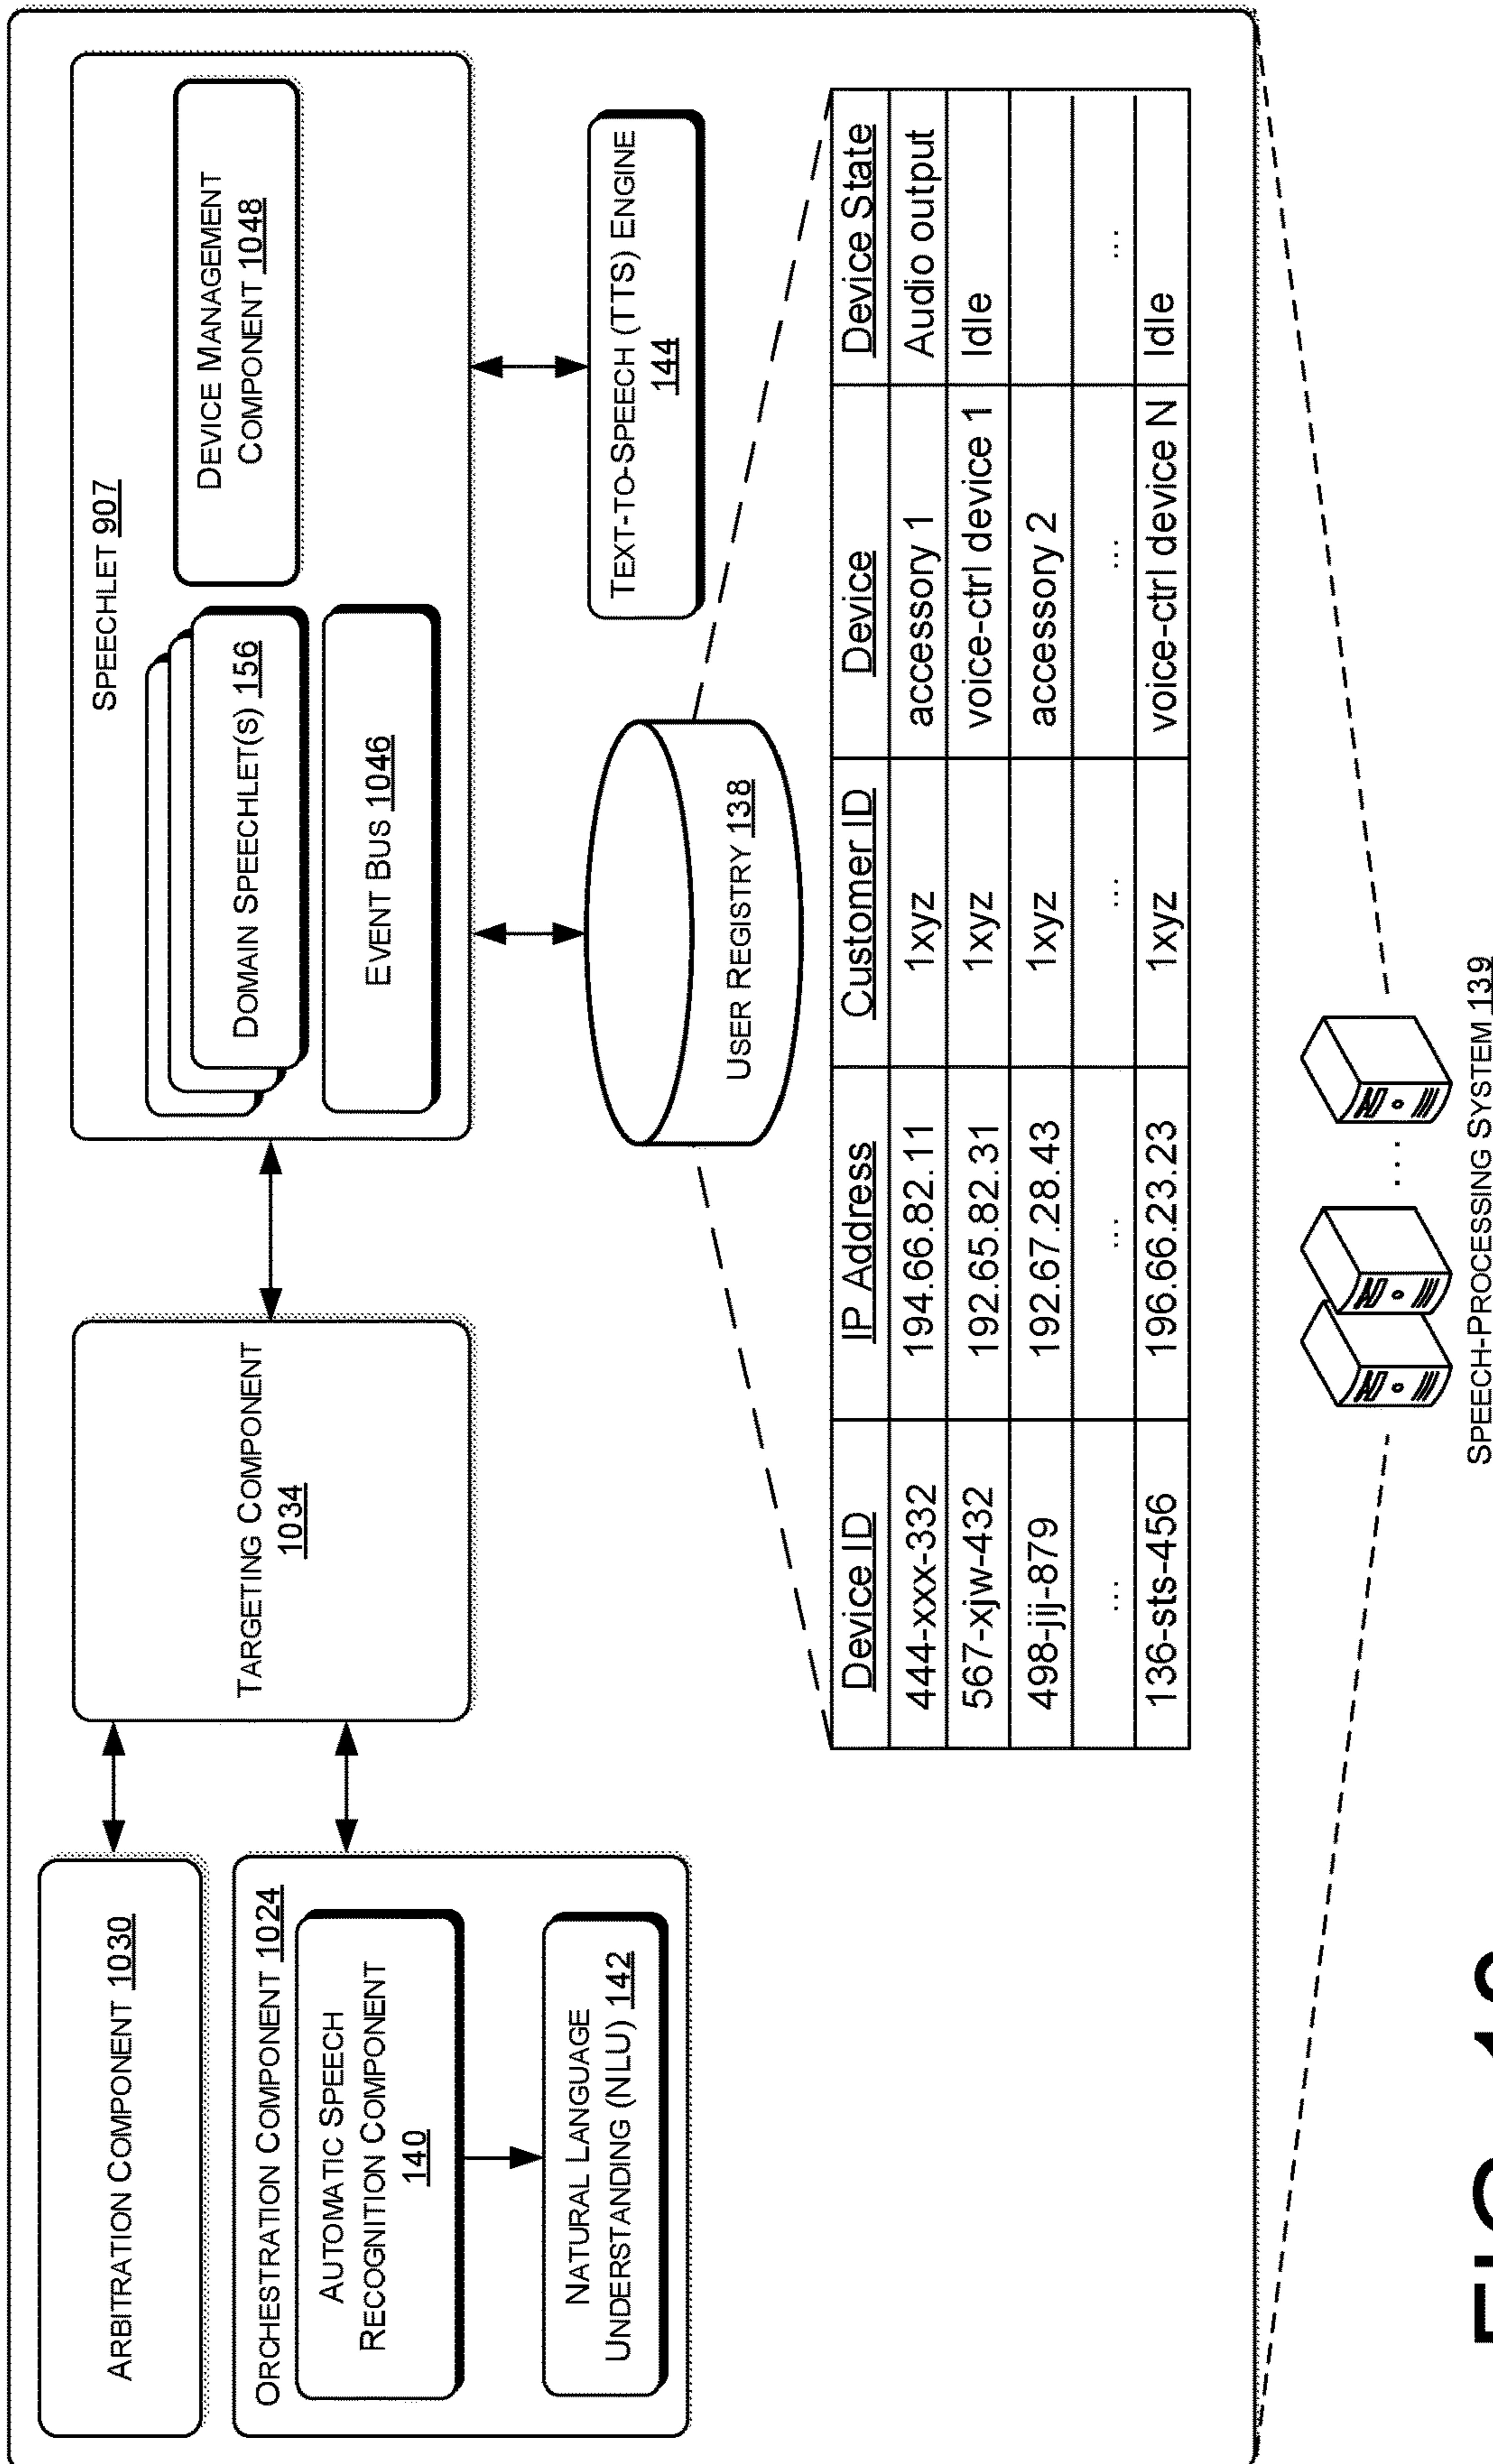 ARBITRATION COMPONENT 1030
ORCHESTRATION COMPONENT 1024
AUTOMATIC SPEECH
RECOGNITION COMPONENT
140
NATURAL LANGUAGE
UNDERSTANDING (NLU) 142
TARGETING COMPONENT
1034
SPEECHLET 907
DOMAIN SPEECHLET(S) 156
EVENT BUS 1046
DEVICE MANAGEMENT
COMPONENT 1048
USER REGISTRY 138
TEXT-TO-SPEECH (TTS) ENGINE
144
Device ID IP Address Customer ID Device Device State
444-xxx-332 194.66.82.11 1xyz accessory 1 Audio output
567-xjw-432 192.65.82.31 1xyz voice-ctrl device 1 Idle
498-jij-879 192.67.28.43 1xyz accessory 2
... ... ... ... ...
136-sts-456 196.66.23.23 1xyz voice-ctrl device N Idle
...
SPEECH-PROCESSING SYSTEM 139